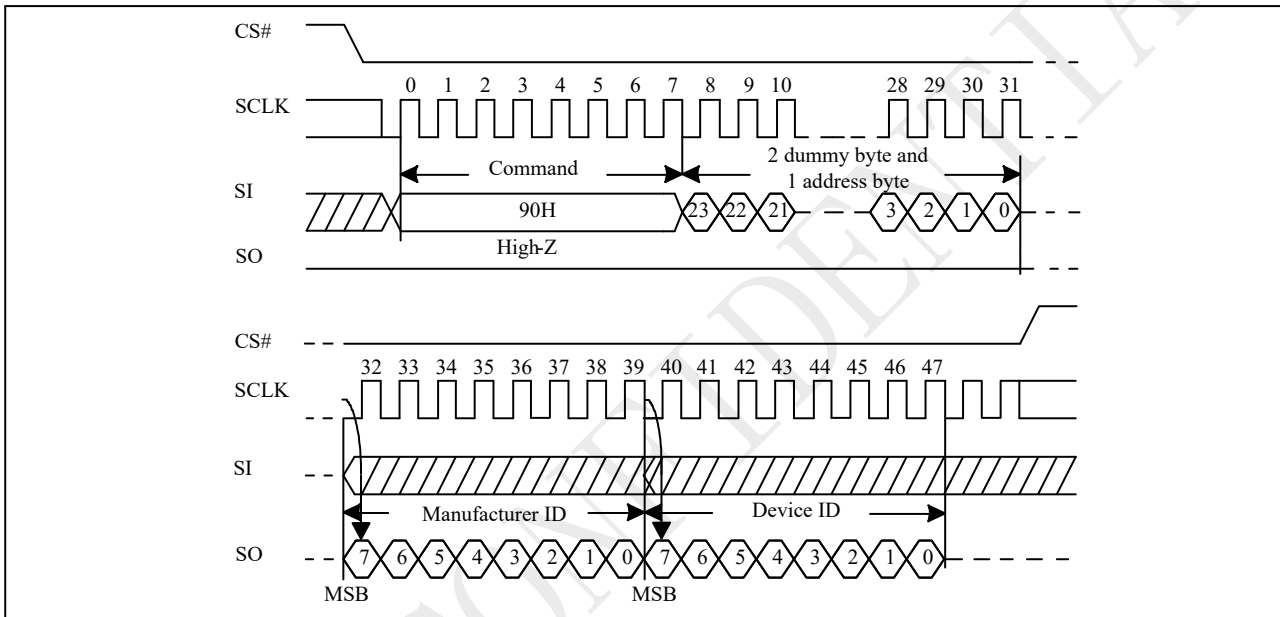 CS#
0 1 2 3 4 5 6 7 8 9 10 28 29 30 31
SCLK
Command
2 dummy byte and
1 address byte
SI
90H 23 22 21 3 2 1 0
High-Z
SO
CS#
32 33 34 35 36 37 38 39 40 41 42 43 44 45 46 47
SCLK
SI
Manufacturer ID Device ID
SO
7 6 5 4 3 2 1 0 7 6 5 4 3 2 1 0
MSB MSB
ONFIDENTIA